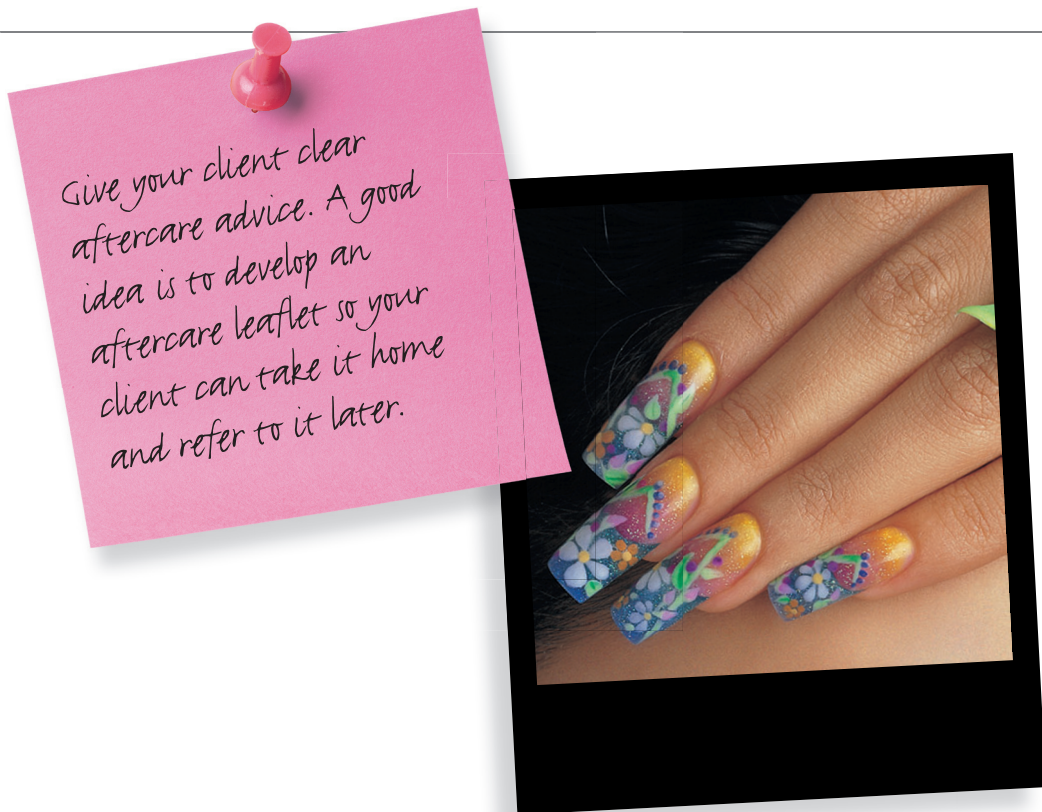 Give your client clear
aftercare advice. A good
idea is to develop an
aftercare leaflet so your
client can take it home
and refer to it later.